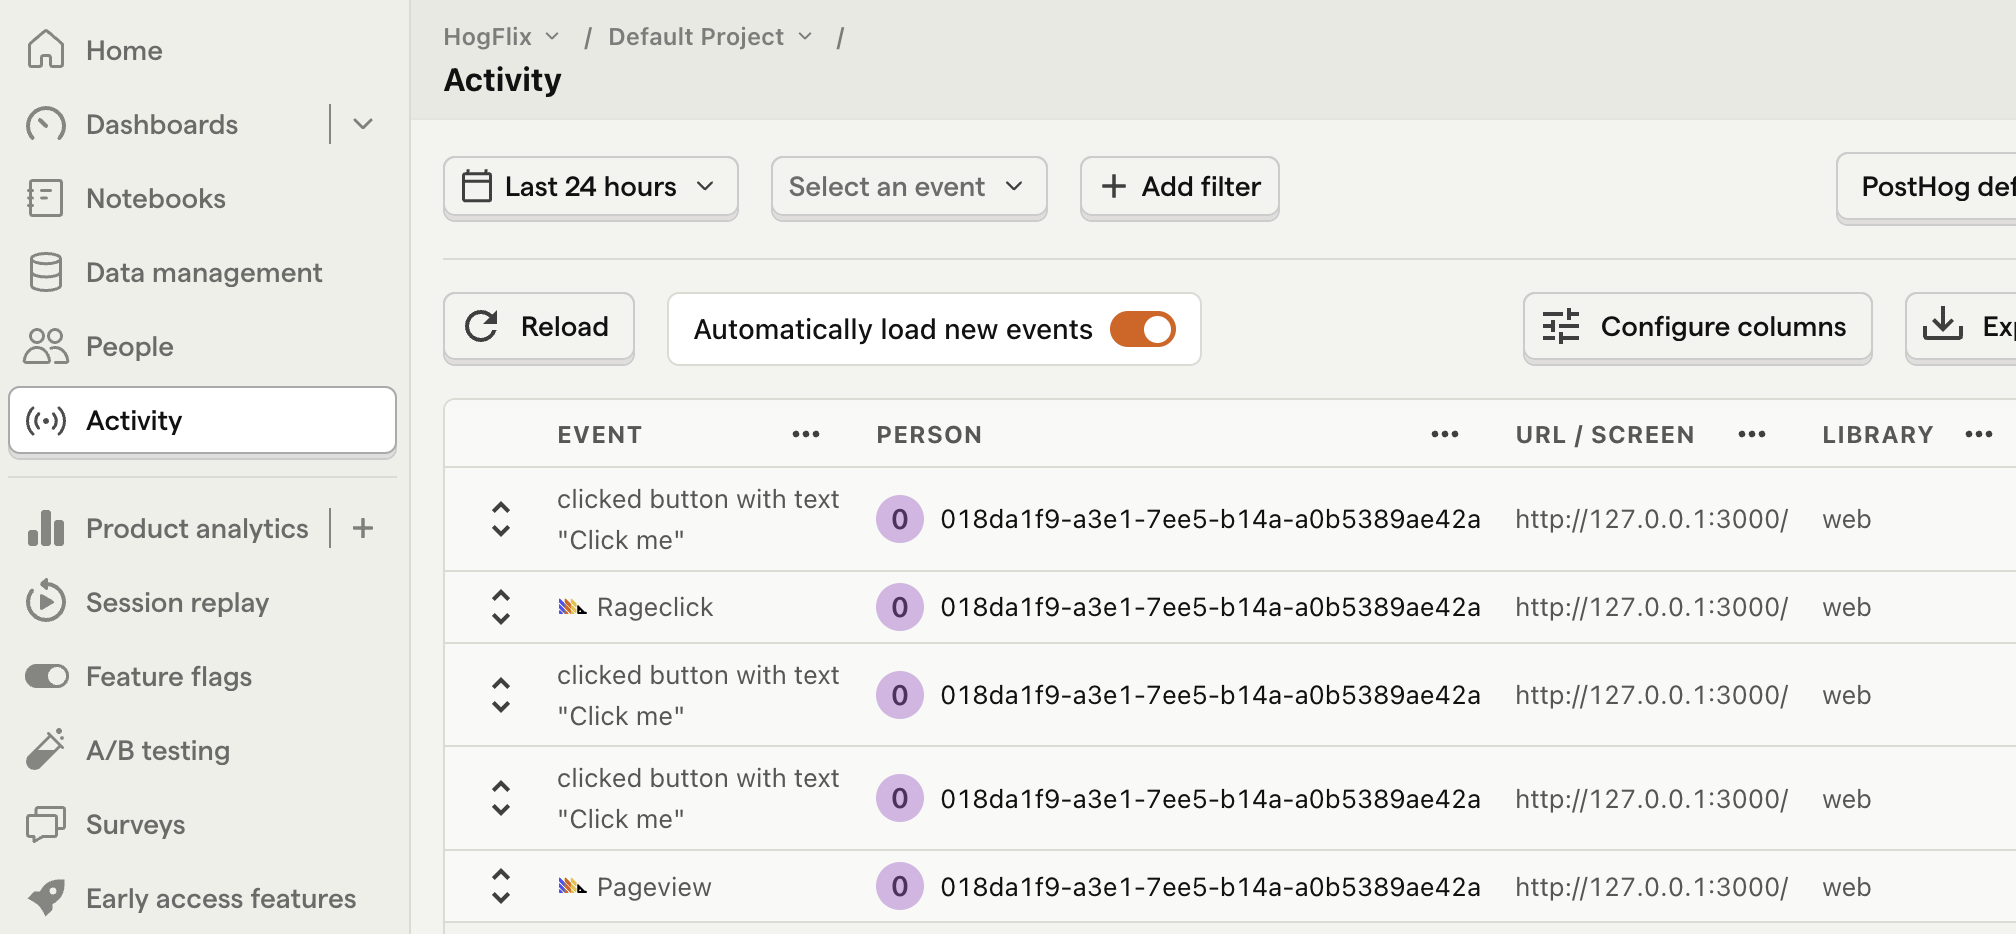 Home
Dashboards
Notebooks
Data management
People
Activity
Product analytics
Session replay
Feature flags
A/B testing
Surveys
Early access features
HogFlix / Default Project /
Activity
Last 24 hours Select an event Add filter PostHog def
Reload Automatically load new events Configure columns Exp
EVENT PERSON URL / SCREEN LIBRARY
clicked button with text
"Click me"
0 018da1f9-a3e1-7ee5-b14a-a0b5389ae42a http://127.0.0.1:3000/ web
Rageclick 0 018da1f9-a3e1-7ee5-b14a-a0b5389ae42a http://127.0.0.1:3000/ web
clicked button with text
"Click me"
0 018da1f9-a3e1-7ee5-b14a-a0b5389ae42a http://127.0.0.1:3000/ web
clicked button with text
"Click me"
0 018da1f9-a3e1-7ee5-b14a-a0b5389ae42a http://127.0.0.1:3000/ web
Pageview 0 018da1f9-a3e1-7ee5-b14a-a0b5389ae42a http://127.0.0.1:3000/ web